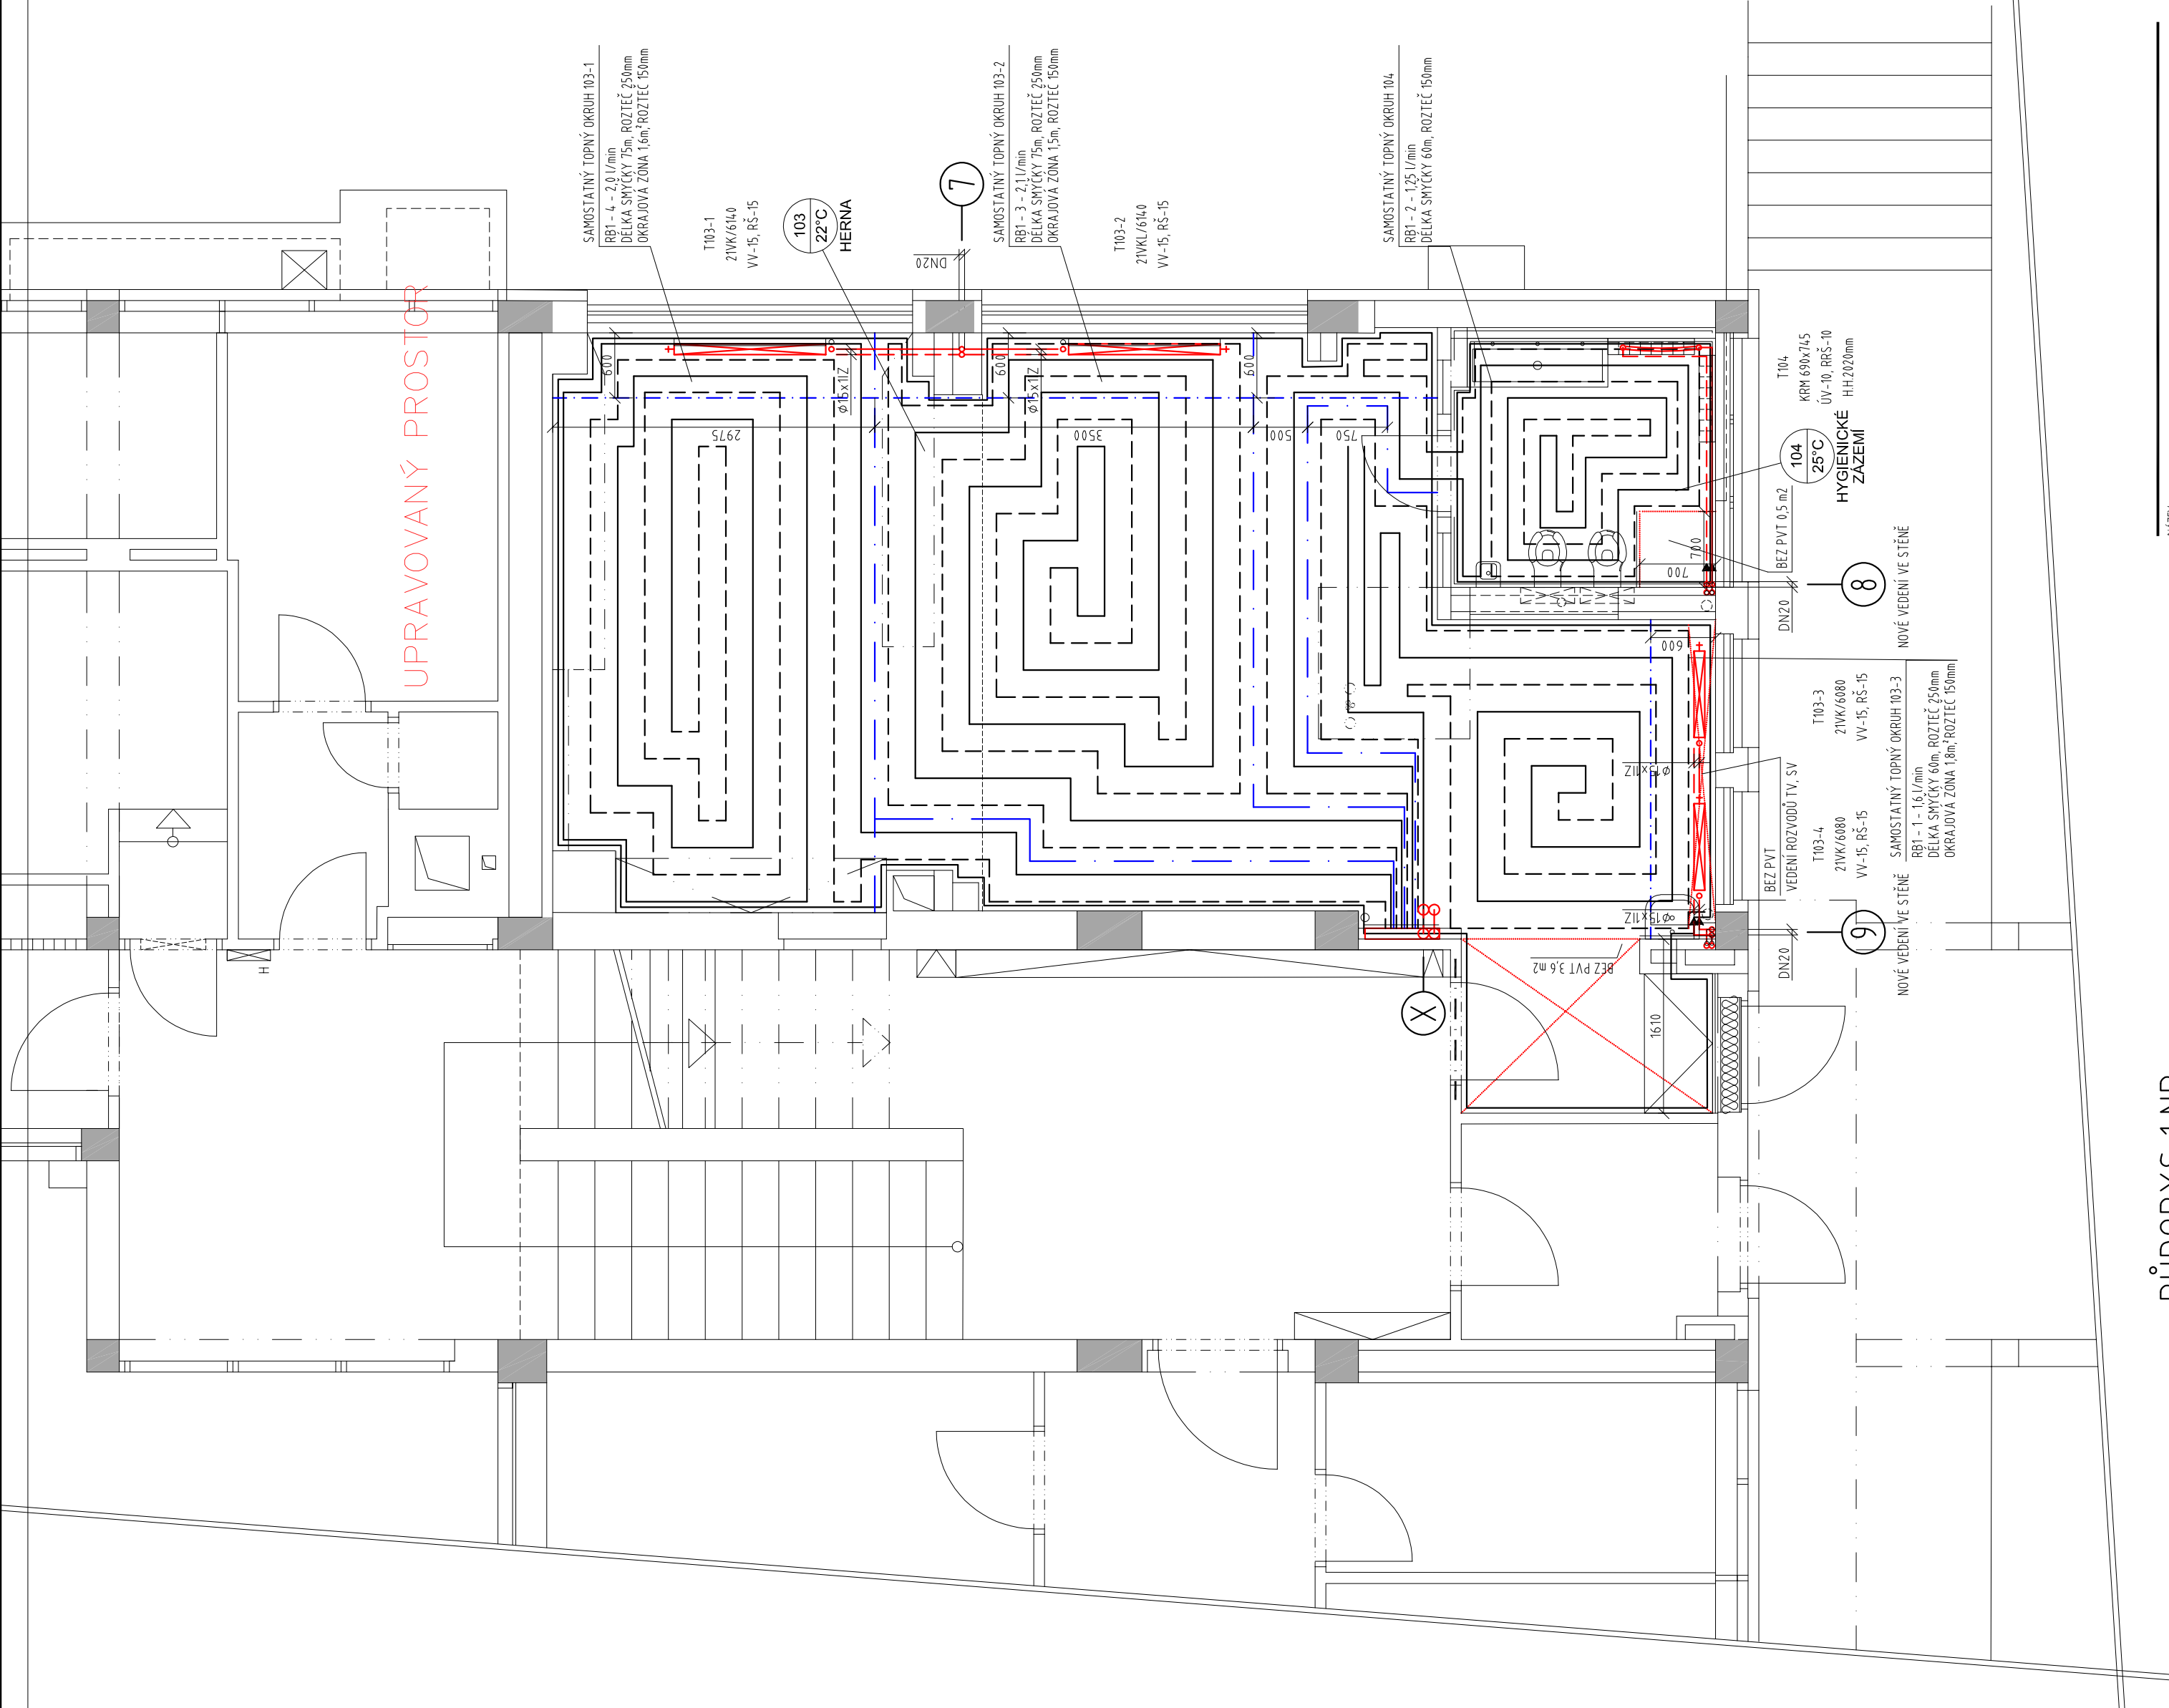 UPRAVOVANÝ PROSTOR
SAMOSTATNÝ TOPNÝ OKRUH 103-1
RB1 - 4 - 2,0 l/min
DÉLKA SMYČKY 75m, ROZTEČ 250mm
OKRAJOVÁ ZÓNA 1,6m², ROZTEČ 150mm
T103-1
21VK/6140
VV-15, RŠ-15
103
22°C
HERNA
7
DN20
SAMOSTATNÝ TOPNÝ OKRUH 103-2
RB1 - 3 - 2,1 l/min
DÉLKA SMYČKY 75m, ROZTEČ 250mm
OKRAJOVÁ ZÓNA 1,5m, ROZTEČ 150mm
T103-2
21VKL/6140
VV-15, RŠ-15
SAMOSTATNÝ TOPNÝ OKRUH 104
RB1 - 2 - 1,25 l/min
DÉLKA SMYČKY 60m, ROZTEČ 150mm
600
600
600
Φ15x1IZ
Φ15x1IZ
2975
3500
500
750
T104
KRM 690x745
ÚV-10, RRŠ-10
H.H.2020mm
104
25°C
HYGIENICKÉ
ZÁZEMÍ
BEZ PVT 0,5 m2
700
700
DN20
8
NOVÉ VEDENÍ VE STĚNĚ
600
T103-3
21VK/6080
VV-15, RŠ-15
SAMOSTATNÝ TOPNÝ OKRUH 103-3
RB1 - 1 - 1,6 l/min
DÉLKA SMYČKY 60m, ROZTEČ 250mm
OKRAJOVÁ ZÓNA 1,8m², ROZTEČ 150mm
Φ15x1IZ
Φ15x1IZ
BEZ PVT
VEDENÍ ROZVODŮ TV, SV
T103-4
21VK/6080
VV-15, RŠ-15
DN20
9
NOVÉ VEDENÍ VE STĚNĚ
BEZ PVT 3,6 m2
X
1610
H